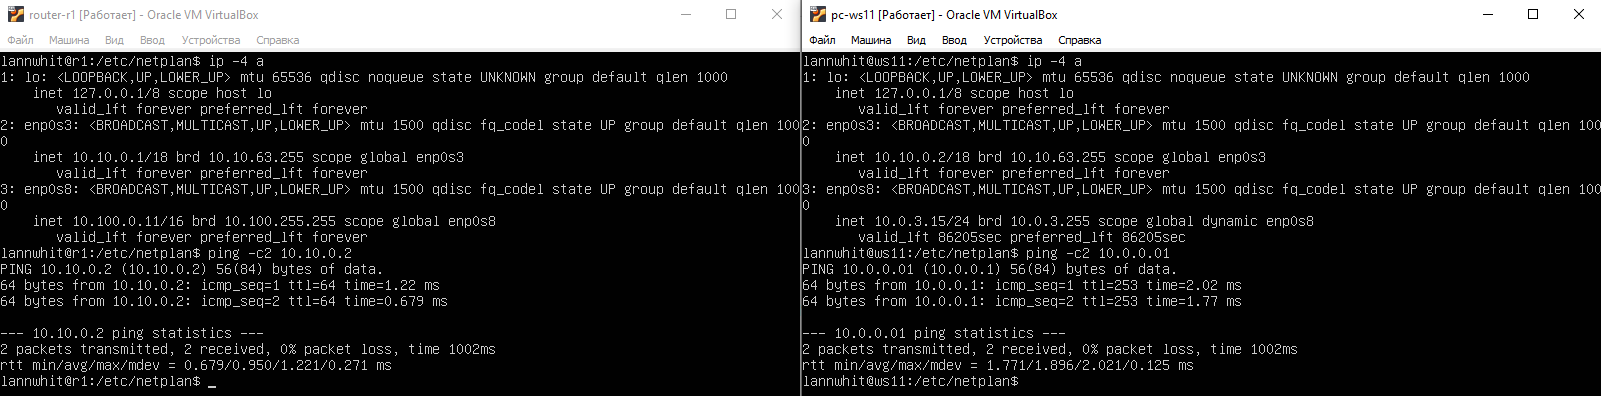 router-r1 [Работает] - Oracle VM VirtualBox
Файл Машина Вид Ввод Устройства Справка
lannwhit@r1:/etc/netplan$ ip -4 a
1: lo: <LOOPBACK,UP,LOWER_UP> mtu 65536 qdisc noqueue state UNKNOWN group default qlen 1000
    inet 127.0.0.1/8 scope host lo
       valid_lft forever preferred_lft forever
2: enp0s3: <BROADCAST,MULTICAST,UP,LOWER_UP> mtu 1500 qdisc fq_codel state UP group default qlen 100
0
    inet 10.10.0.1/18 brd 10.10.63.255 scope global enp0s3
       valid_lft forever preferred_lft forever
3: enp0s8: <BROADCAST,MULTICAST,UP,LOWER_UP> mtu 1500 qdisc fq_codel state UP group default qlen 100
0
    inet 10.100.0.11/16 brd 10.100.255.255 scope global enp0s8
       valid_lft forever preferred_lft forever
lannwhit@r1:/etc/netplan$ ping -c2 10.10.0.2
PING 10.10.0.2 (10.10.0.2) 56(84) bytes of data.
64 bytes from 10.10.0.2: icmp_seq=1 ttl=64 time=1.22 ms
64 bytes from 10.10.0.2: icmp_seq=2 ttl=64 time=0.679 ms

--- 10.10.0.2 ping statistics ---
2 packets transmitted, 2 received, 0% packet loss, time 1002ms
rtt min/avg/max/mdev = 0.679/0.950/1.221/0.271 ms
lannwhit@r1:/etc/netplan$ _
pc-ws11 [Работает] - Oracle VM VirtualBox
Файл Машина Вид Ввод Устройства Справка
lannwhit@ws11:/etc/netplan$ ip -4 a
1: lo: <LOOPBACK,UP,LOWER_UP> mtu 65536 qdisc noqueue state UNKNOWN group default qlen 1000
    inet 127.0.0.1/8 scope host lo
       valid_lft forever preferred_lft forever
2: enp0s3: <BROADCAST,MULTICAST,UP,LOWER_UP> mtu 1500 qdisc fq_codel state UP group default qlen 100
0
    inet 10.10.0.2/18 brd 10.10.63.255 scope global enp0s3
       valid_lft forever preferred_lft forever
3: enp0s8: <BROADCAST,MULTICAST,UP,LOWER_UP> mtu 1500 qdisc fq_codel state UP group default qlen 100
0
    inet 10.0.3.15/24 brd 10.0.3.255 scope global dynamic enp0s8
       valid_lft 86205sec preferred_lft 86205sec
lannwhit@ws11:/etc/netplan$ ping -c2 10.0.0.01
PING 10.0.0.01 (10.0.0.1) 56(84) bytes of data.
64 bytes from 10.0.0.1: icmp_seq=1 ttl=253 time=2.02 ms
64 bytes from 10.0.0.1: icmp_seq=2 ttl=253 time=1.77 ms

--- 10.0.0.01 ping statistics ---
2 packets transmitted, 2 received, 0% packet loss, time 1002ms
rtt min/avg/max/mdev = 1.771/1.896/2.021/0.125 ms
lannwhit@ws11:/etc/netplan$